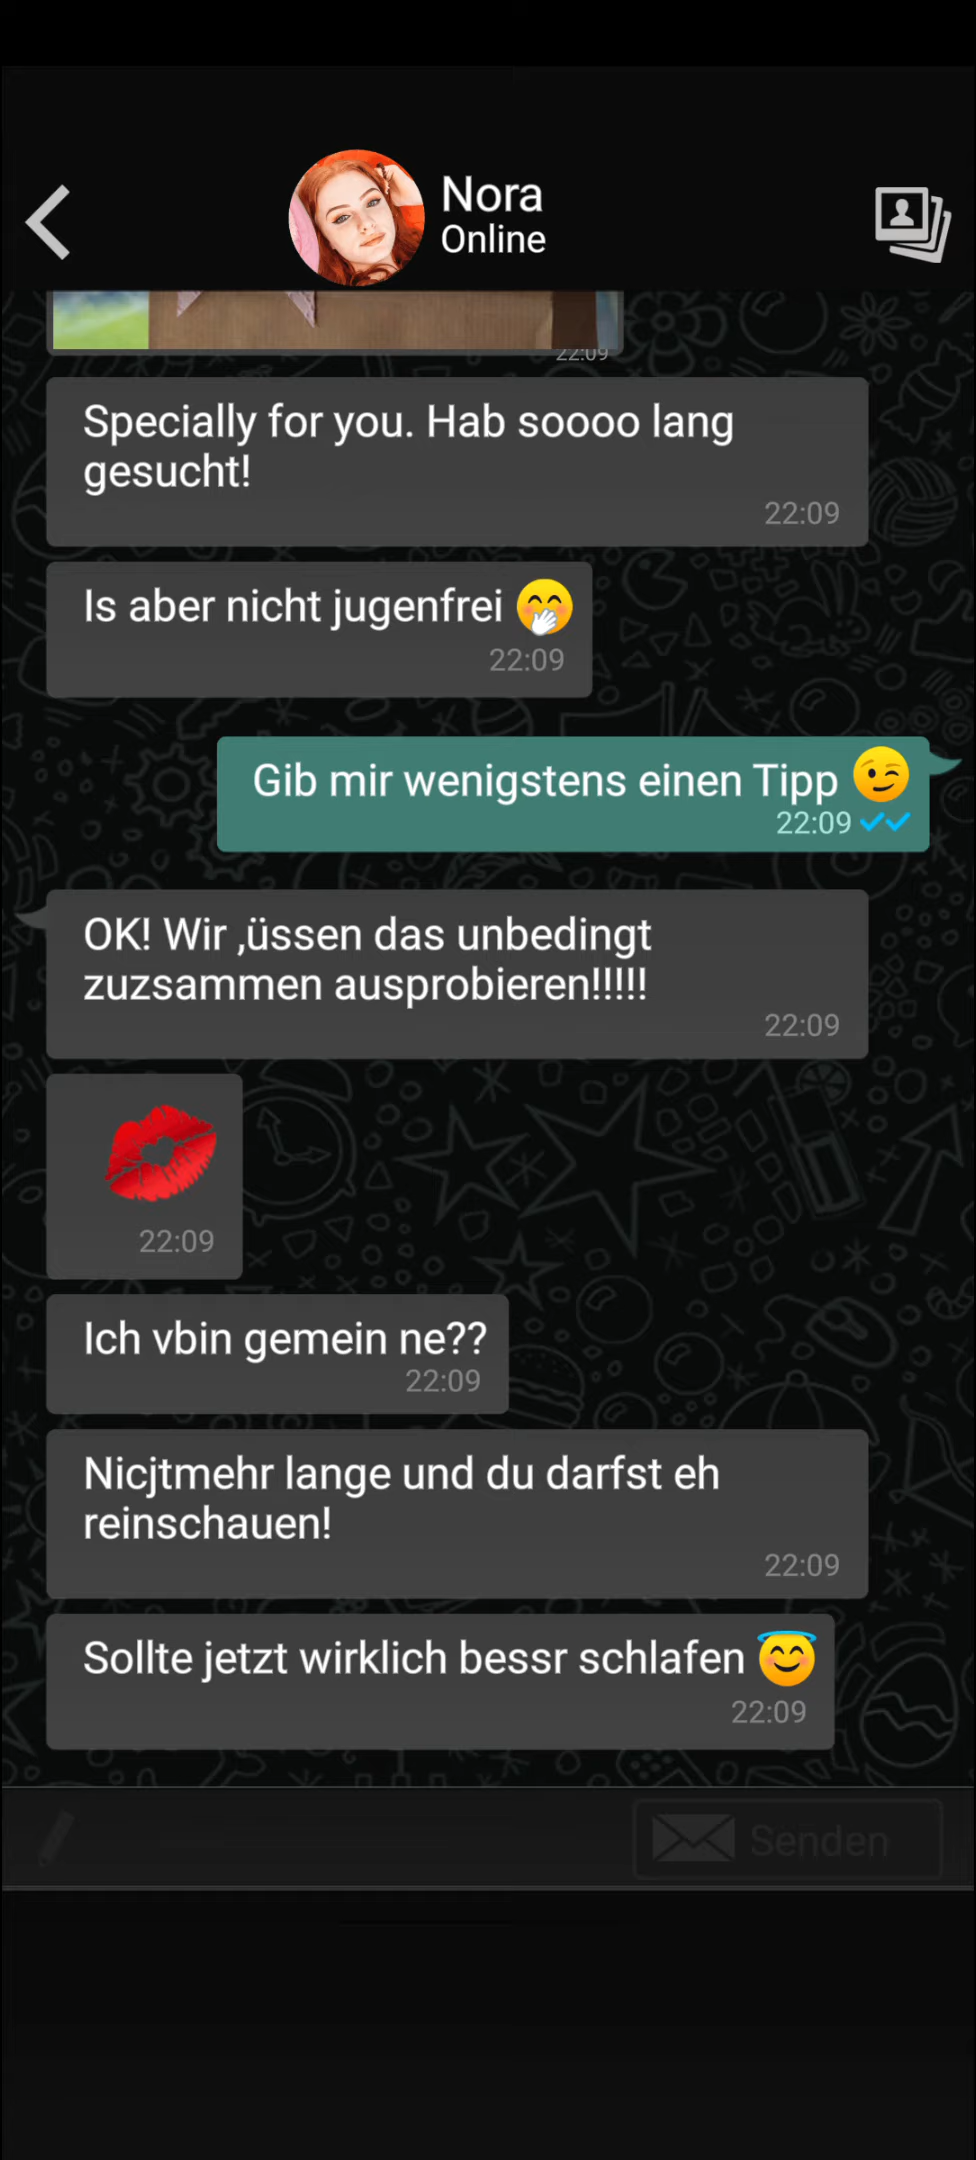 Nora
Online
22:09
Specially for you. Hab soooo lang
gesucht!
22:09
Is aber nicht jugenfrei 🤭
22:09
Gib mir wenigstens einen Tipp 😉
22:09
OK! Wir ,üssen das unbedingt
zuzsammen ausprobieren!!!!!
22:09
💋
22:09
Ich vbin gemein ne??
22:09
Nicjtmehr lange und du darfst eh
reinschauen!
22:09
Sollte jetzt wirklich bessr schlafen 😇
22:09
Senden